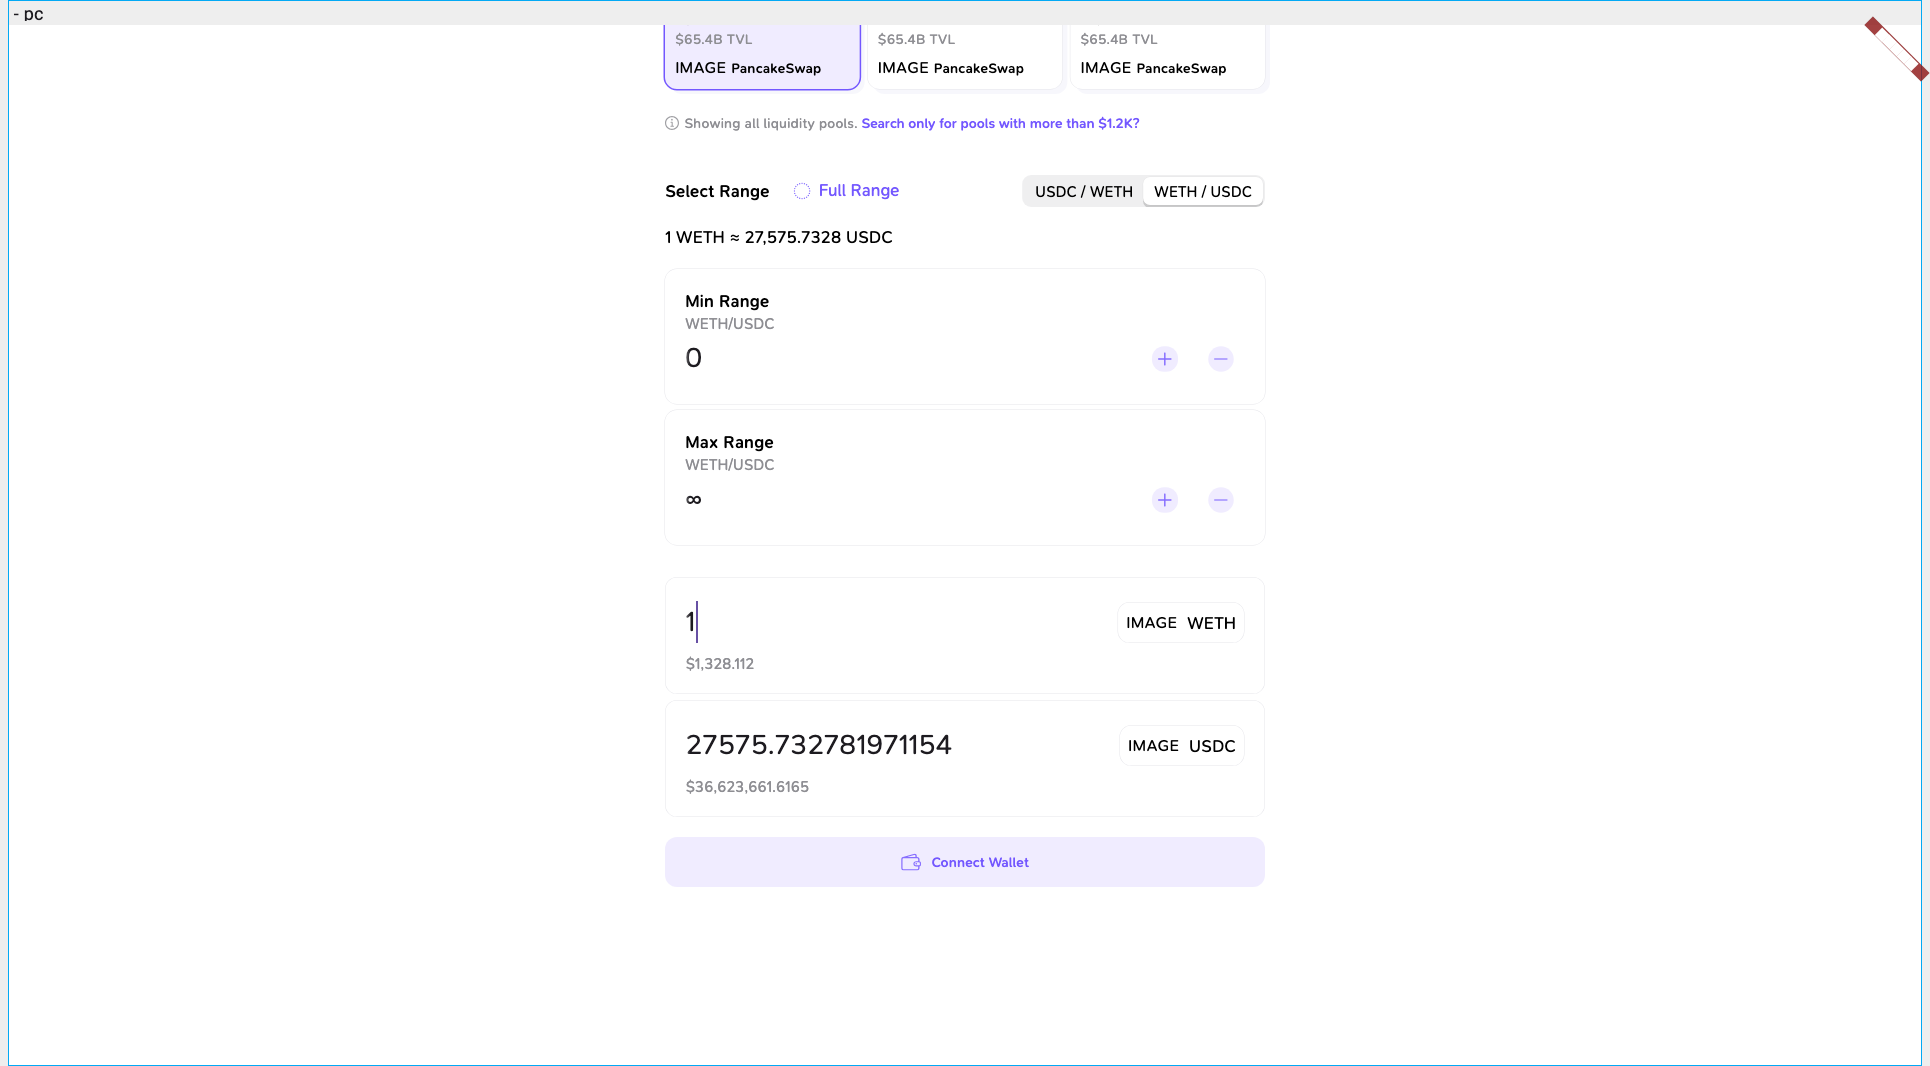 - pc
$65.4B TVL
IMAGE PancakeSwap
$65.4B TVL
IMAGE PancakeSwap
$65.4B TVL
IMAGE PancakeSwap
Showing all liquidity pools. Search only for pools with more than $1.2K?
Select Range
Full Range
USDC / WETH
WETH / USDC
1 WETH ≈ 27,575.7328 USDC
Min Range
WETH/USDC
0
Max Range
WETH/USDC
∞
1
IMAGE WETH
$1,328.112
27575.732781971154
IMAGE USDC
$36,623,661.6165
Connect Wallet